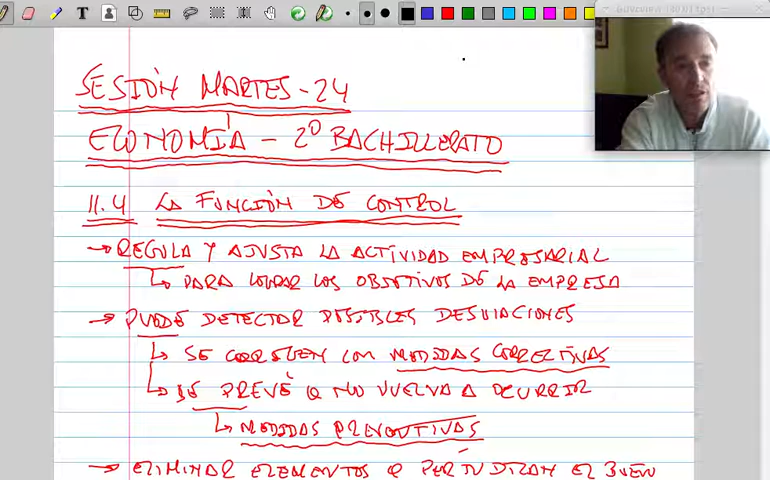 SESIÓN MARTES - 24
ECONOMIA - 2º BACHILLERATO
11.4 LA FUNCIÓN DE CONTROL
→ REGULA Y AJUSTA LA ACTIVIDAD EMPRESARIAL
↳ PARA LOGRAR LOS OBJETIVOS DE LA EMPRESA
→ PUEDE DETECTAR POSIBLES DESVIACIONES
↳ SE CORRIGEN CON MEDIDAS CORRECTIVAS
↳ SE PREVÉ Q NO VUELVA A OCURRIR
↳ MEDIDAS PREVENTIVAS
→ ELIMINAR ELEMENTOS Q PERJUDICAN EL BUEN